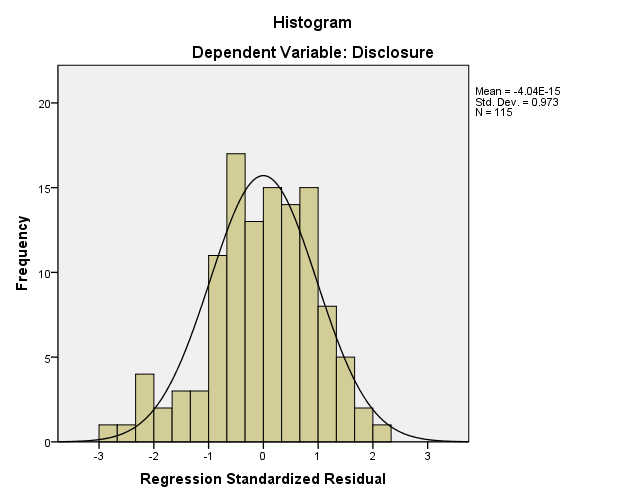 Histogram
Dependent Variable: Disclosure
Mean = -4.04E-15
Std. Dev. = 0.973
N = 115
Frequency
20
15
10
5
0
-3 -2 -1 0 1 2 3
Regression Standardized Residual